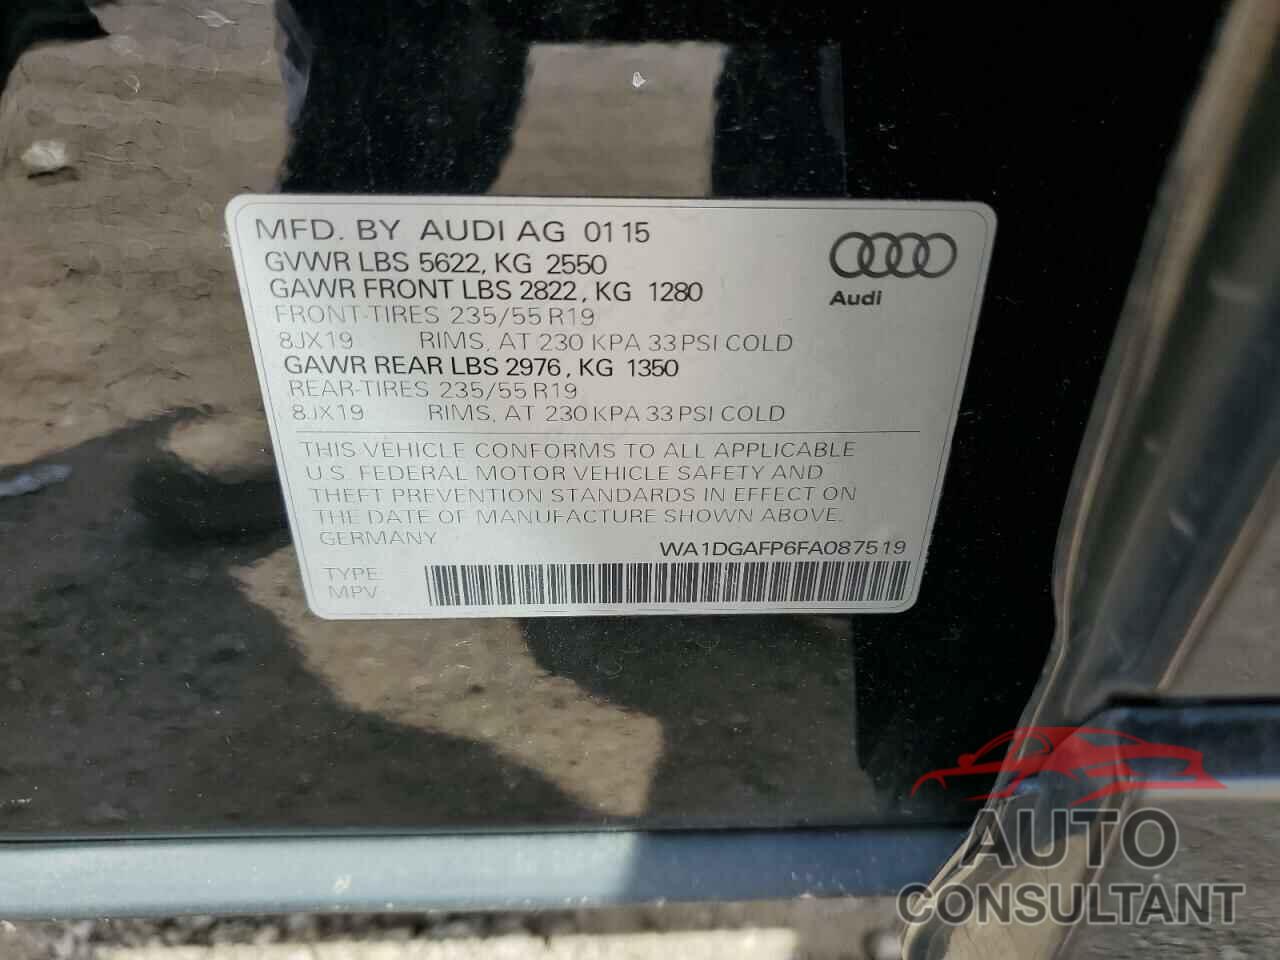 MFD. BY AUDI AG 01 15
GVWR LBS 5622, KG 2550
GAWR FRONT LBS 2822, KG 1280
FRONT-TIRES 235/55 R19
8JX19 RIMS, AT 230 KPA 33 PSI COLD
GAWR REAR LBS 2976, KG 1350
REAR-TIRES 235/55 R19
8JX19 RIMS, AT 230 KPA 33 PSI COLD
Audi
THIS VEHICLE CONFORMS TO ALL APPLICABLE
U.S. FEDERAL MOTOR VEHICLE SAFETY AND
THEFT PREVENTION STANDARDS IN EFFECT ON
THE DATE OF MANUFACTURE SHOWN ABOVE.
GERMANY WA1DGAFP6FA087519
TYPE:
MPV
AUTO
CONSULTANT